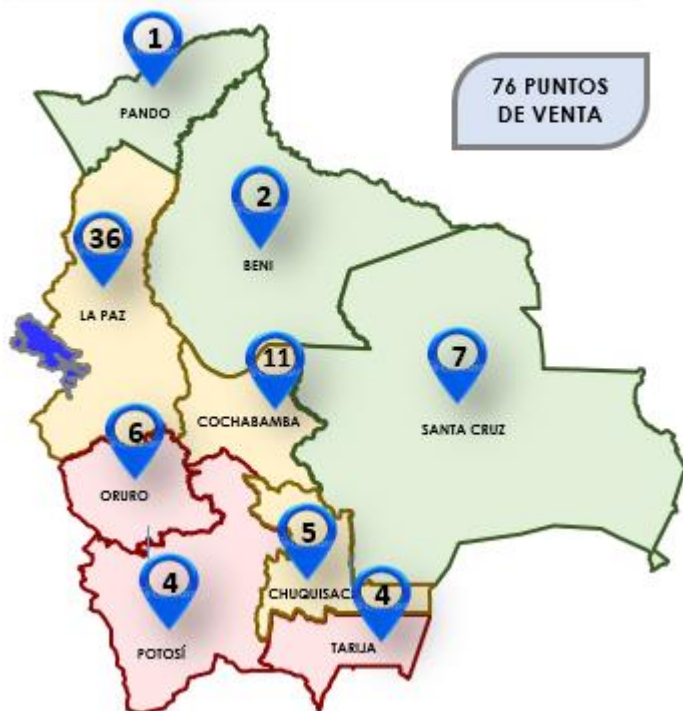 1
PANDO
76 PUNTOS
DE VENTA
2
BENI
36
LA PAZ
11
COCHABAMBA
7
SANTA CRUZ
6
ORURO
5
CHUQUISACA
4
POTOSÍ
4
TARIJA